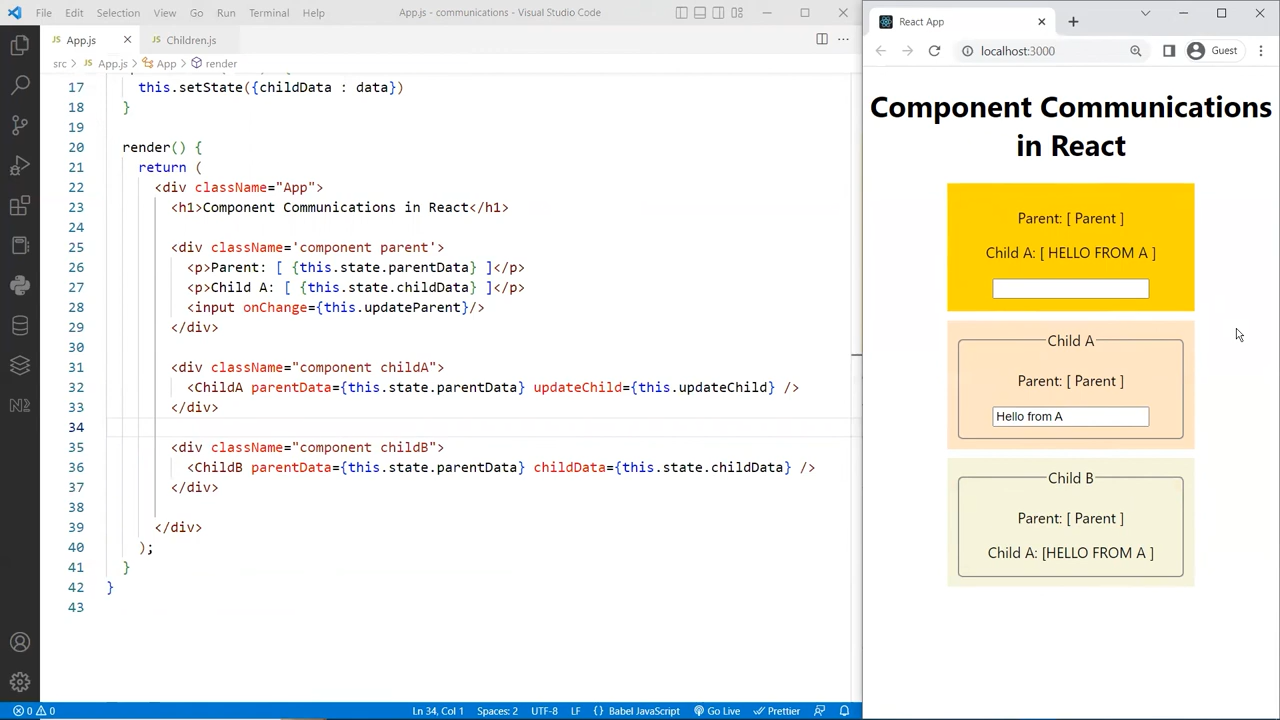 File Edit Selection View Go Run Terminal Help App.js - communications - Visual Studio Code
App.js Children.js
src > App.js > App > render
17 this.setState({childData : data})
18 }
19
20 render() {
21 return (
22 <div className="App">
23 <h1>Component Communications in React</h1>
24
25 <div className='component parent'>
26 <p>Parent: [ {this.state.parentData} ]</p>
27 <p>Child A: [ {this.state.childData} ]</p>
28 <input onChange={this.updateParent}/>
29 </div>
30
31 <div className="component childA">
32 <ChildA parentData={this.state.parentData} updateChild={this.updateChild} />
33 </div>
34
35 <div className="component childB">
36 <ChildB parentData={this.state.parentData} childData={this.state.childData} />
37 </div>
38
39 </div>
40 );
41 }
42 }
43
0 0 Ln 34, Col 1 Spaces: 2 UTF-8 LF {} Babel JavaScript Go Live Prettier
React App
localhost:3000 Guest
Component Communications
in React
Parent: [ Parent ]
Child A: [ HELLO FROM A ]
Child A
Parent: [ Parent ]
Hello from A
Child B
Parent: [ Parent ]
Child A: [HELLO FROM A ]